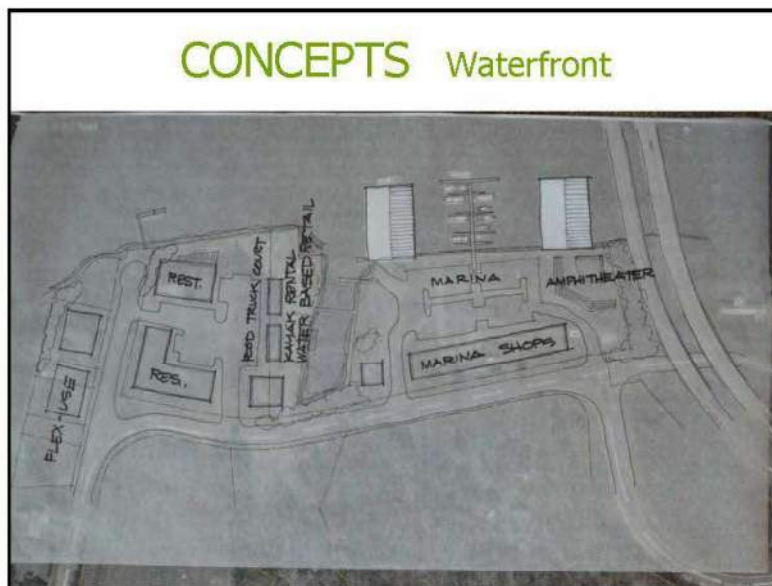 CONCEPTS Waterfront
REST.
RES.
FLEX-USE
FOOD TRUCK COURT
KAYAK RENTAL
WATER BASED RETAIL
MARINA
AMPHITHEATER
MARINA SHOPS